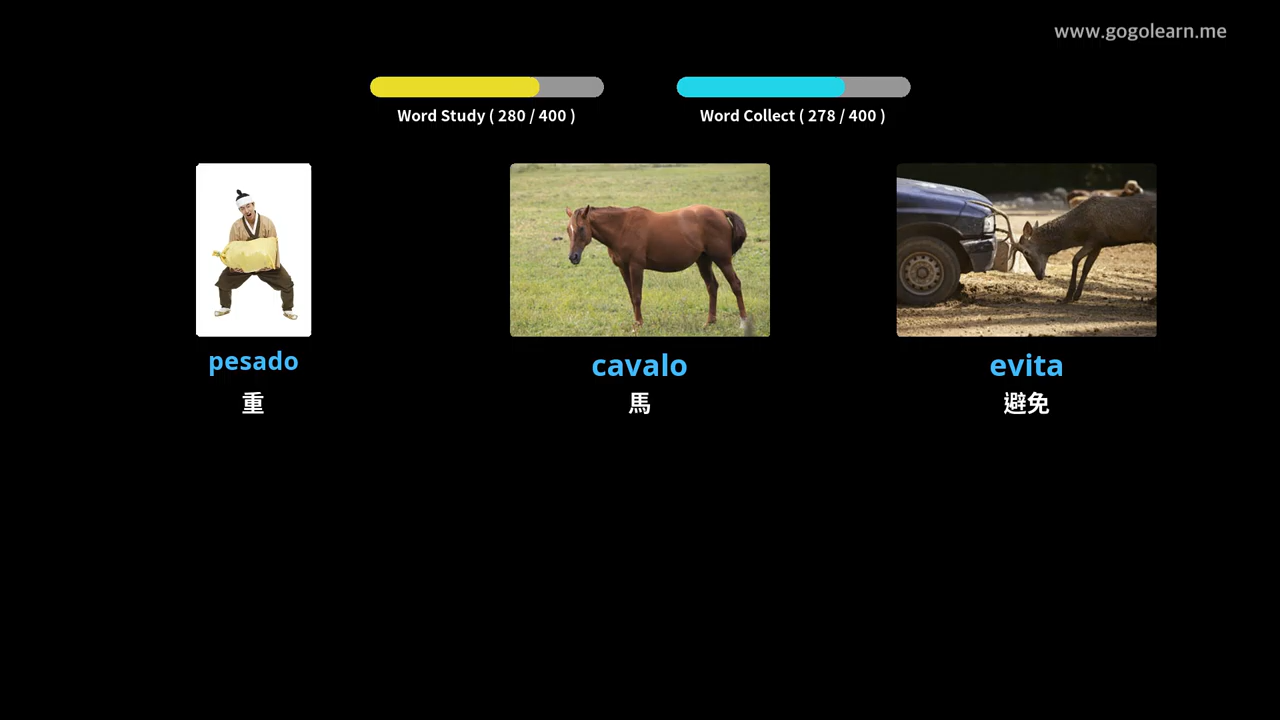 www.gogolearn.me
Word Study ( 280 / 400 )
Word Collect ( 278 / 400 )
pesado
重
cavalo
馬
evita
避免